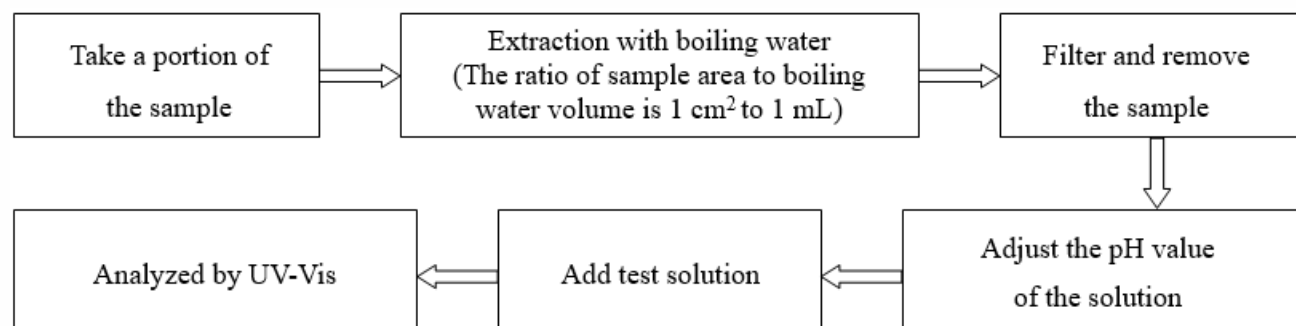 Take a portion of
the sample
Extraction with boiling water
(The ratio of sample area to boiling
water volume is 1 cm² to 1 mL)
Filter and remove
the sample
Adjust the pH value
of the solution
Add test solution
Analyzed by UV-Vis